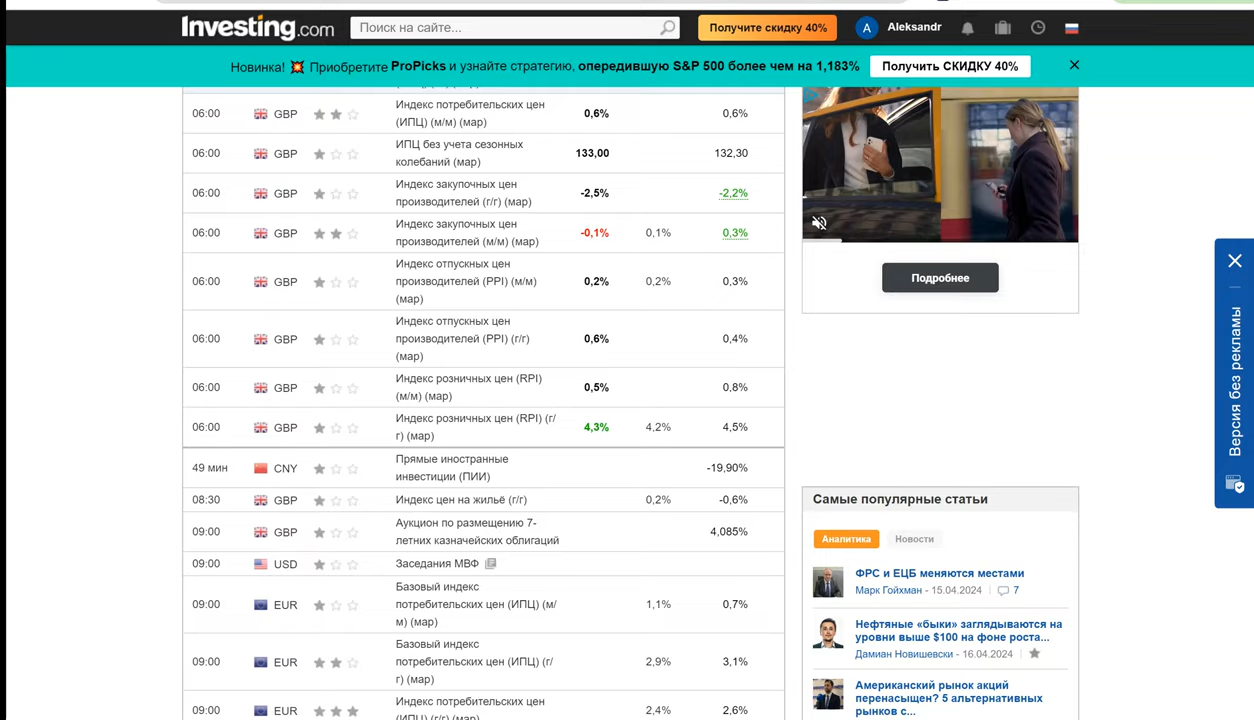 Investing.com
Поиск на сайте...
Получите скидку 40%
A
Aleksandr
Новинка! 💥 Приобретите ProPicks и узнайте стратегию, опередившую S&P 500 более чем на 1,183%
Получить СКИДКУ 40%
06:00 GBP Индекс потребительских цен 0,6% 0,6%
(ИПЦ) (м/м) (мар)
06:00 GBP ИПЦ без учета сезонных 133,00 132,30
колебаний (мар)
06:00 GBP Индекс закупочных цен -2,5% -2,2%
производителей (г/г) (мар)
06:00 GBP Индекс закупочных цен -0,1% 0,1% 0,3%
производителей (м/м) (мар)
06:00 GBP Индекс отпускных цен 0,2% 0,2% 0,3%
производителей (PPI) (м/м)
(мар)
06:00 GBP Индекс отпускных цен 0,6% 0,4%
производителей (PPI) (г/г)
(мар)
06:00 GBP Индекс розничных цен (RPI) 0,5% 0,8%
(м/м) (мар)
06:00 GBP Индекс розничных цен (RPI) (г/ 4,3% 4,2% 4,5%
г) (мар)
49 мин CNY Прямые иностранные -19,90%
инвестиции (ПИИ)
08:30 GBP Индекс цен на жильё (г/г) 0,2% -0,6%
09:00 GBP Аукцион по размещению 7- 4,085%
летних казначейских облигаций
09:00 USD Заседания МВФ
09:00 EUR Базовый индекс 1,1% 0,7%
потребительских цен (ИПЦ) (м/
м) (мар)
09:00 EUR Базовый индекс 2,9% 3,1%
потребительских цен (ИПЦ) (г/
г) (мар)
09:00 EUR Индекс потребительских цен 2,4% 2,6%
(ИПЦ) (г/г) (мар)
Подробнее
Версия без рекламы
Самые популярные статьи
Аналитика
Новости
ФРС и ЕЦБ меняются местами
Марк Гойхман - 15.04.2024 7
Нефтяные «быки» заглядываются на
уровни выше $100 на фоне роста...
Дамиан Новишевски - 16.04.2024
Американский рынок акций
перенасыщен? 5 альтернативных
рынков с...